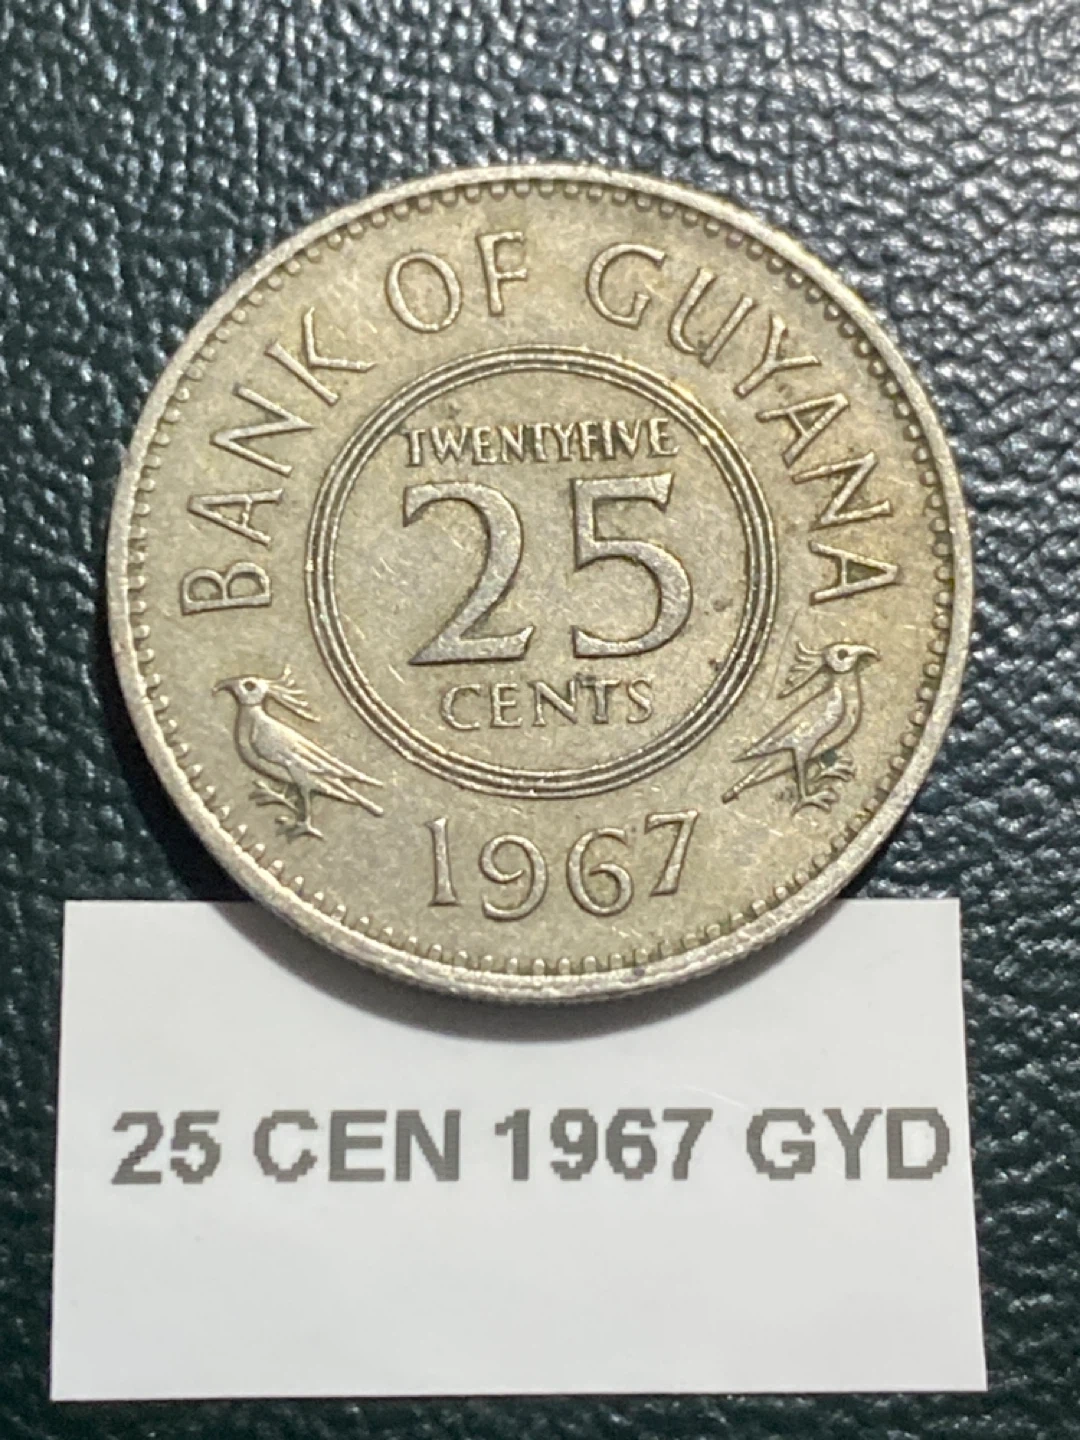 BANK OF GUYANA
TWENTYFIVE
25
CENTS
1967
25 CEN 1967 GYD